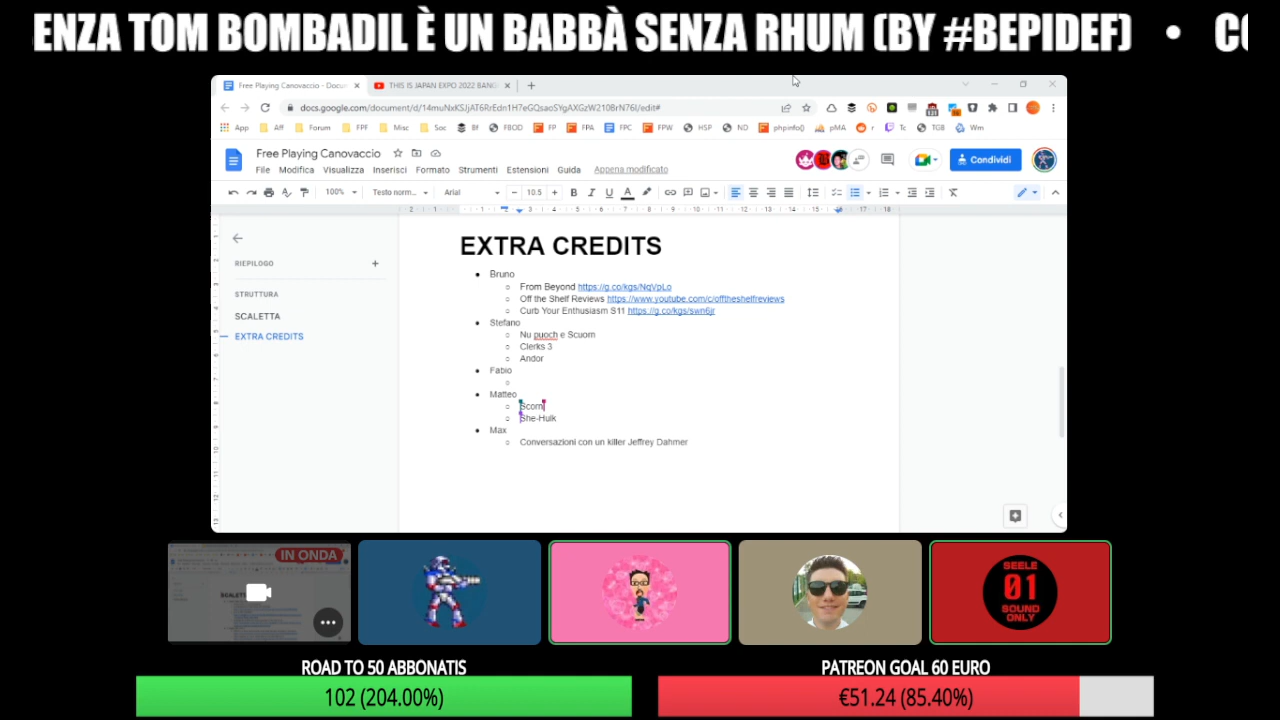 ENZA TOM BOMBADIL È UN BABBÀ SENZA RHUM (BY #BEPIDEF) •
Free Playing Canovaccio - Docun
THIS IS JAPAN EXPO 2022 BANG
docs.google.com/document/d/14muNxKSJjAT6RrEdn1H7eGQsaoSYgAXGzW210BrN76I/edit#
App Aff Forum FPF Misc Soc Bf FBOD FP FPA FPC FPW HSP ND phpinfo() pMA r Tc TGB Wm
Free Playing Canovaccio
File Modifica Visualizza Inserisci Formato Strumenti Estensioni Guida Appena modificato
Condividi
100% Testo norm... Arial 10.5 B I U A
EXTRA CREDITS
RIEPILOGO
STRUTTURA
SCALETTA
EXTRA CREDITS
Bruno
From Beyond https://g.co/kgs/NqVpLo
Off the Shelf Reviews https://www.youtube.com/c/offtheshelfreviews
Curb Your Enthusiasm S11 https://g.co/kgs/swn6jr
Stefano
Nu puoch e Scuorn
Clerks 3
Andor
Fabio
Matteo
Scorn
She-Hulk
Max
Conversazioni con un killer Jeffrey Dahmer
IN ONDA
SEELE
01
SOUND
ONLY
ROAD TO 50 ABBONATIS
102 (204.00%)
PATREON GOAL 60 EURO
€51.24 (85.40%)